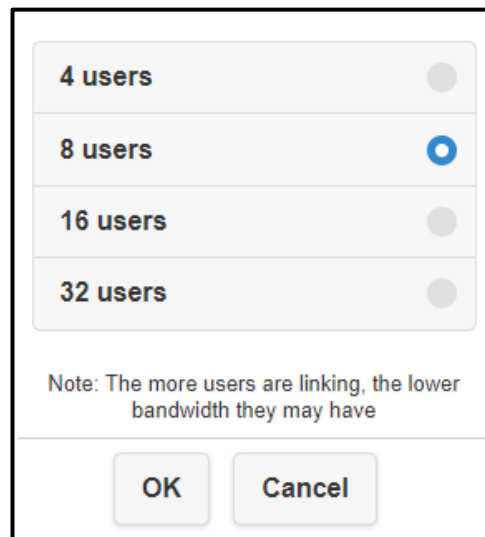 4 users
8 users
16 users
32 users
Note: The more users are linking, the lower
bandwidth they may have
OK
Cancel